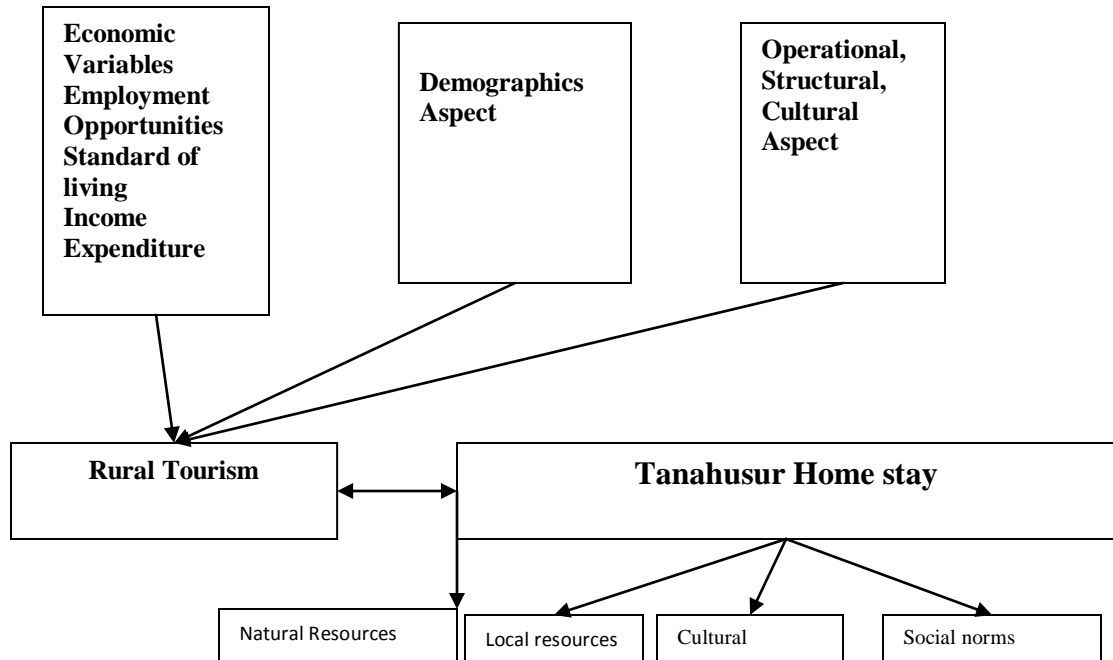 Economic
Variables
Employment
Opportunities
Standard of
living
Income
Expenditure
Demographics
Aspect
Operational,
Structural,
Cultural
Aspect
Rural Tourism
Tanahusur Home stay
Natural Resources
Local resources
Cultural
Social norms